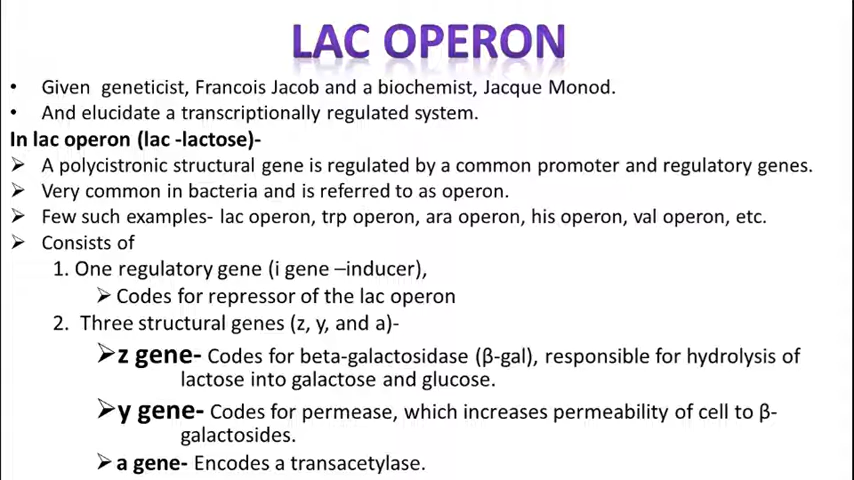 LAC OPERON
• Given geneticist, Francois Jacob and a biochemist, Jacque Monod.
• And elucidate a transcriptionally regulated system.
In lac operon (lac -lactose)-
➢ A polycistronic structural gene is regulated by a common promoter and regulatory genes.
➢ Very common in bacteria and is referred to as operon.
➢ Few such examples- lac operon, trp operon, ara operon, his operon, val operon, etc.
➢ Consists of
1. One regulatory gene (i gene –inducer),
➢ Codes for repressor of the lac operon
2. Three structural genes (z, y, and a)-
➢ z gene- Codes for beta-galactosidase (β-gal), responsible for hydrolysis of
lactose into galactose and glucose.
➢ y gene- Codes for permease, which increases permeability of cell to β-
galactosides.
➢ a gene- Encodes a transacetylase.